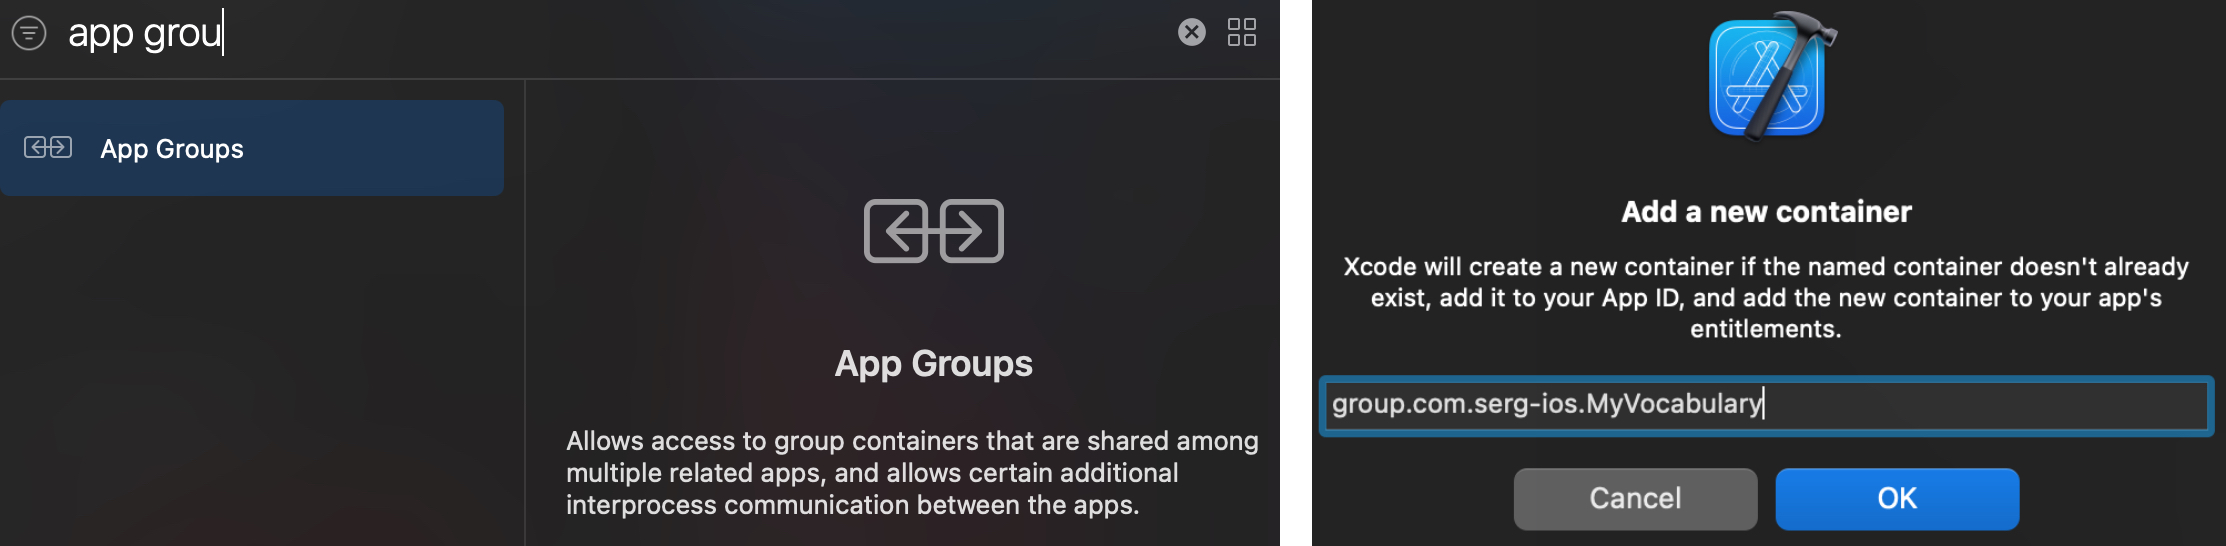 app grou
App Groups
App Groups
Allows access to group containers that are shared among
multiple related apps, and allows certain additional
interprocess communication between the apps.
Add a new container
Xcode will create a new container if the named container doesn't already
exist, add it to your App ID, and add the new container to your app's
entitlements.
group.com.serg-ios.MyVocabulary
Cancel
OK